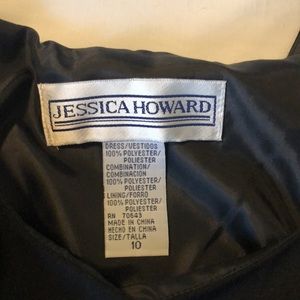 JESSICA HOWARD
DRESS/VESTIDOS
100% POLYESTER/
POLIESTER
COMBINATION/
COMBINACION
100% POLYESTER/
POLIESTER
LINING/FORRO
100% POLYESTER/
POLIESTER
RN 70643
MADE IN CHINA
HECHO EN CHINA
SIZE/TALLA
10